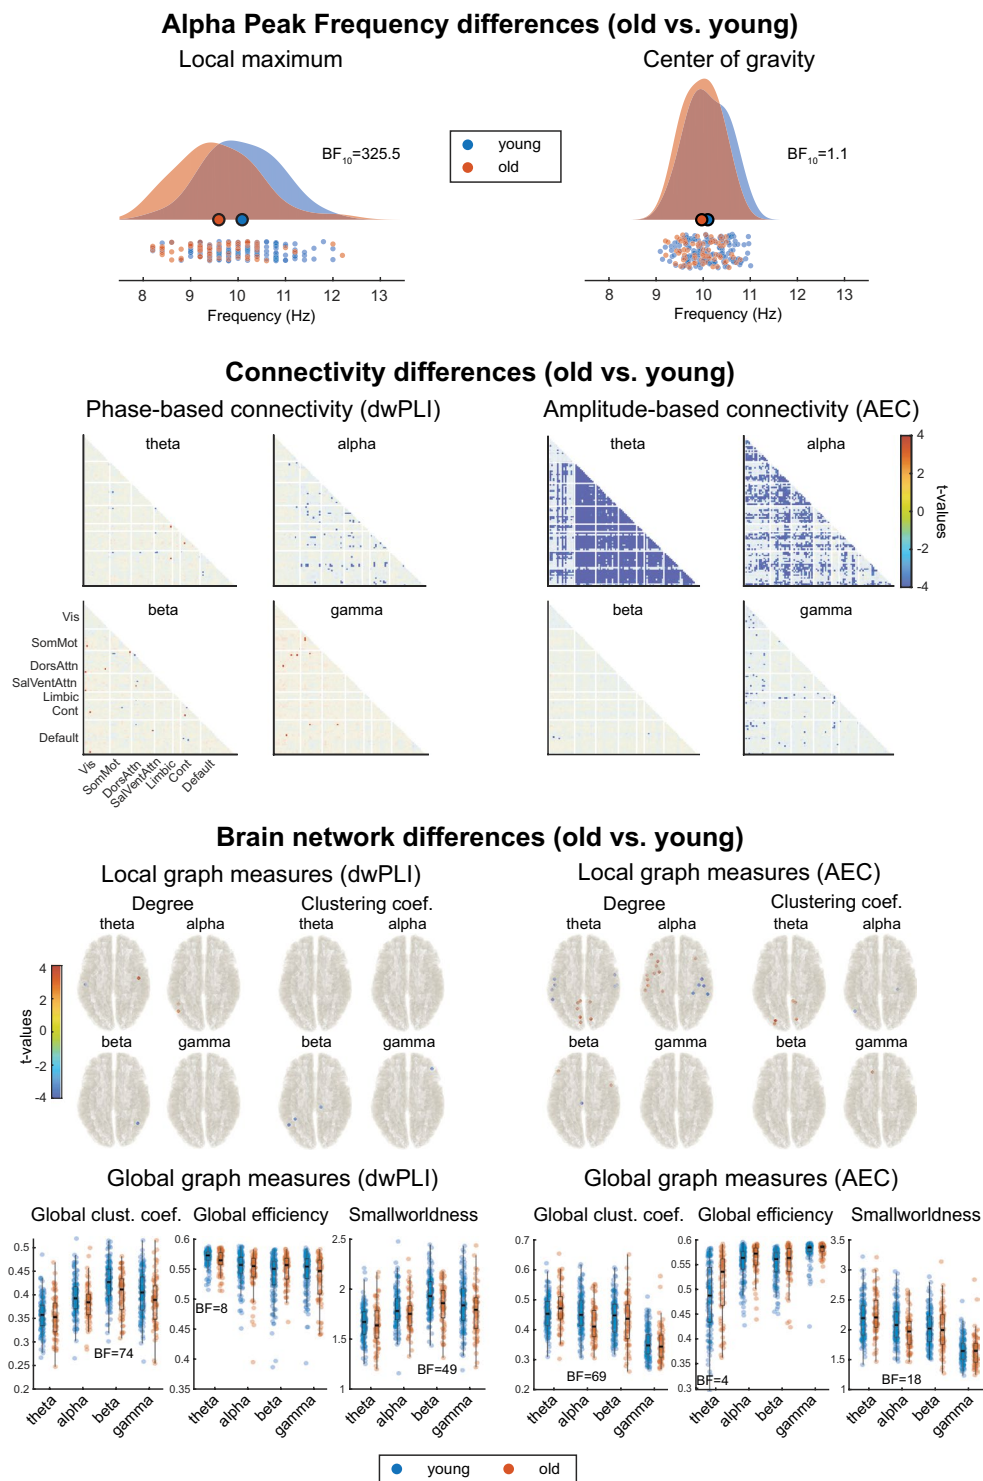 Alpha Peak Frequency differences (old vs. young)
Local maximum
Center of gravity
BF10=325.5
young
old
BF10=1.1
8 9 10 11 12 13
Frequency (Hz)
8 9 10 11 12 13
Frequency (Hz)
Connectivity differences (old vs. young)
Phase-based connectivity (dwPLI)
Amplitude-based connectivity (AEC)
theta
alpha
theta
alpha
4
2
0
-2
-4
t-values
beta
gamma
beta
gamma
Vis
SomMot
DorsAttn
SalVentAttn
Limbic
Cont
Default
Vis
SomMot
DorsAttn
SalVentAttn
Limbic
Cont
Default
Brain network differences (old vs. young)
Local graph measures (dwPLI)
Local graph measures (AEC)
Degree
Clustering coef.
Degree
Clustering coef.
theta
alpha
theta
alpha
theta
alpha
theta
alpha
4
2
0
-2
-4
t-values
beta
gamma
beta
gamma
beta
gamma
beta
gamma
Global graph measures (dwPLI)
Global graph measures (AEC)
Global clust. coef.
Global efficiency
Smallworldness
Global clust. coef.
Global efficiency
Smallworldness
0.5
0.45
0.4
0.35
0.3
0.25
0.2
BF=74
theta
alpha
beta
gamma
0.6
0.55
0.5
0.45
0.4
0.35
BF=8
theta
alpha
beta
gamma
2.5
2
1.5
1
BF=49
theta
alpha
beta
gamma
0.7
0.6
0.5
0.4
0.3
0.2
BF=69
theta
alpha
beta
gamma
0.6
0.55
0.5
0.45
0.4
0.35
0.3
BF=4
theta
alpha
beta
gamma
3.5
3
2.5
2
1.5
1
BF=18
theta
alpha
beta
gamma
young
old